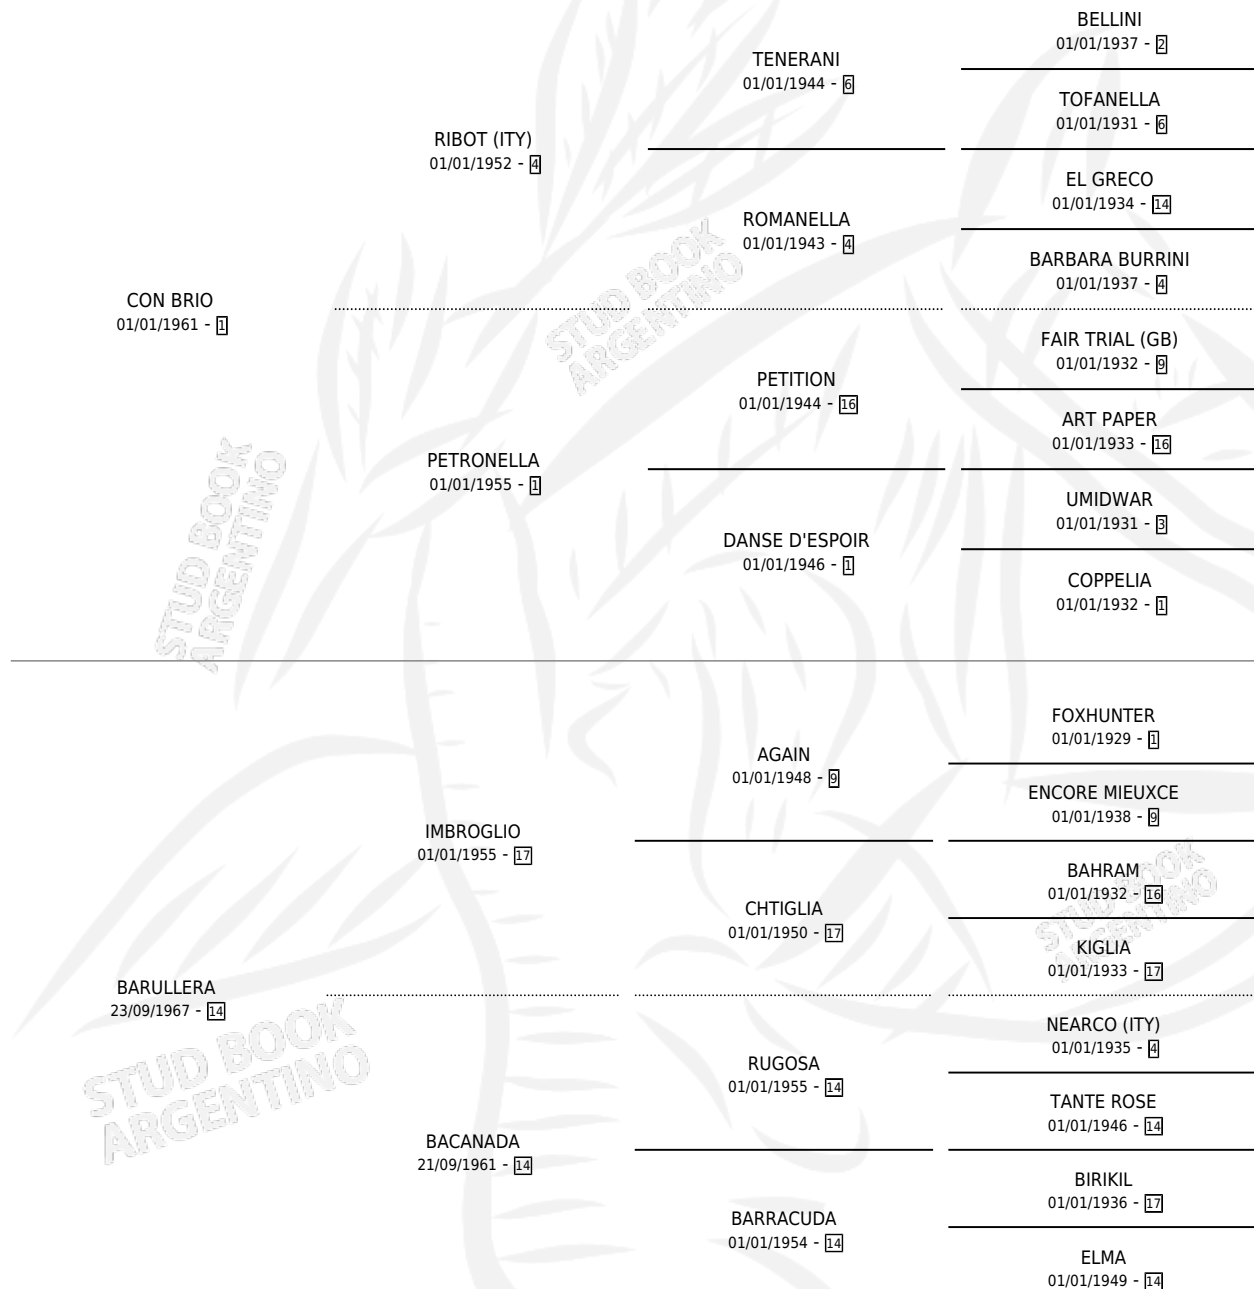 BELLINI
01/01/1937 - 2
TENERANI
01/01/1944 - 6
TOFANELLA
01/01/1931 - 6
RIBOT (ITY)
01/01/1952 - 4
EL GRECO
01/01/1934 - 14
ROMANELLA
01/01/1943 - 4
BARBARA BURRINI
01/01/1937 - 4
CON BRIO
01/01/1961 - 1
FAIR TRIAL (GB)
01/01/1932 - 9
PETITION
01/01/1944 - 16
ART PAPER
01/01/1933 - 16
PETRONELLA
01/01/1955 - 1
UMIDWAR
01/01/1931 - 3
DANSE D'ESPOIR
01/01/1946 - 1
COPPELIA
01/01/1932 - 1
FOXHUNTER
01/01/1929 - 1
AGAIN
01/01/1948 - 9
ENCORE MIEUXCE
01/01/1938 - 9
IMBROGLIO
01/01/1955 - 17
BAHRAM
01/01/1932 - 16
CHTIGLIA
01/01/1950 - 17
KIGLIA
01/01/1933 - 17
BARULLERA
23/09/1967 - 14
NEARCO (ITY)
01/01/1935 - 4
RUGOSA
01/01/1955 - 14
TANTE ROSE
01/01/1946 - 14
BACANADA
21/09/1961 - 14
BIRIKIL
01/01/1936 - 17
BARRACUDA
01/01/1954 - 14
ELMA
01/01/1949 - 14
STUD BOOK
ARGENTINO
STUD BOOK
ARGENTINO
STUD BOOK
ARGENTINO
STUD BOOK
ARGENTINO